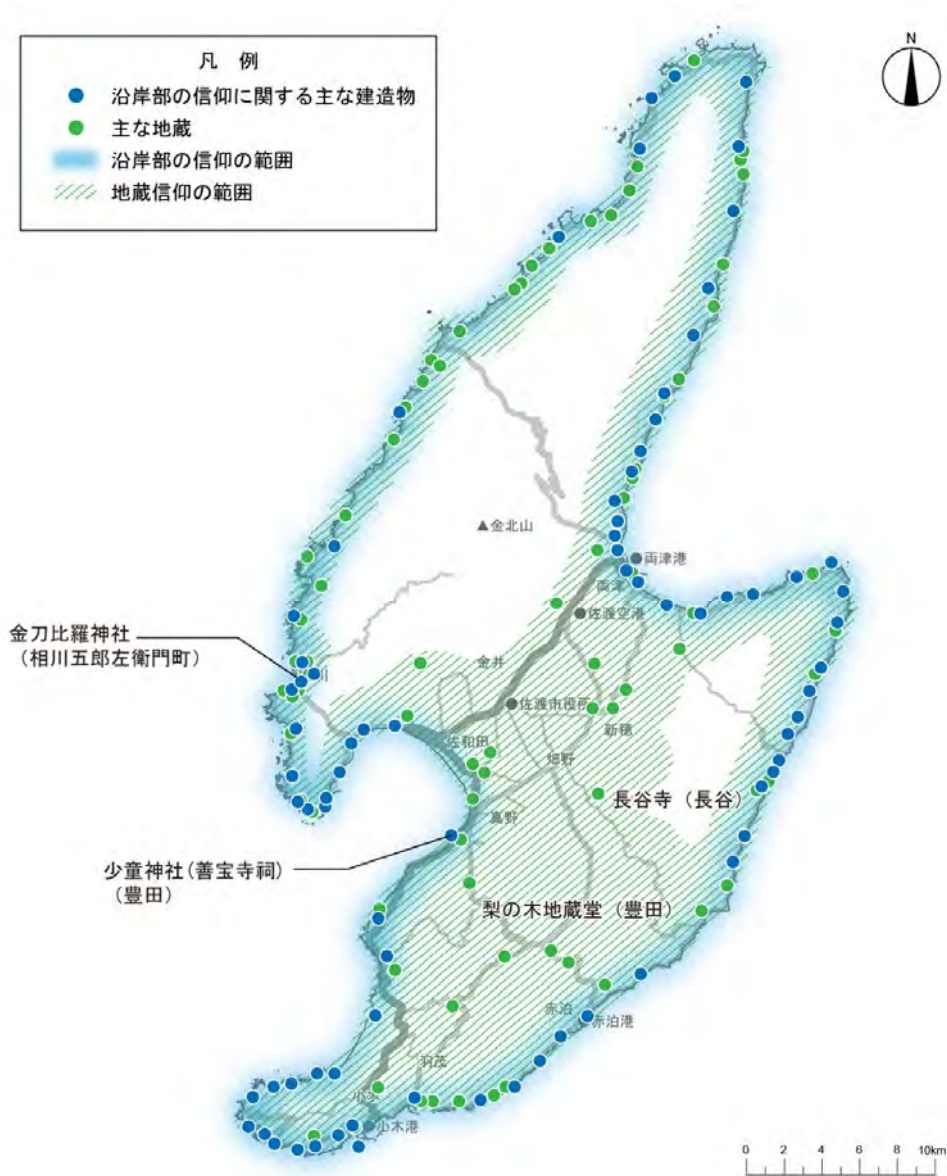 凡 例
沿岸部の信仰に関する主な建造物
主な地蔵
沿岸部の信仰の範囲
地蔵信仰の範囲
N
▲金北山
両津港
両津
佐渡空港
金刀比羅神社
（相川五郎左衛門町）
川
金井
佐渡市役所
新穂
佐和田
畑野
長谷寺（長谷）
真野
少童神社(善宝寺祠)
（豊田）
梨の木地蔵堂（豊田）
赤泊
赤泊港
羽茂
小木
小木港
0 2 4 6 8 10km